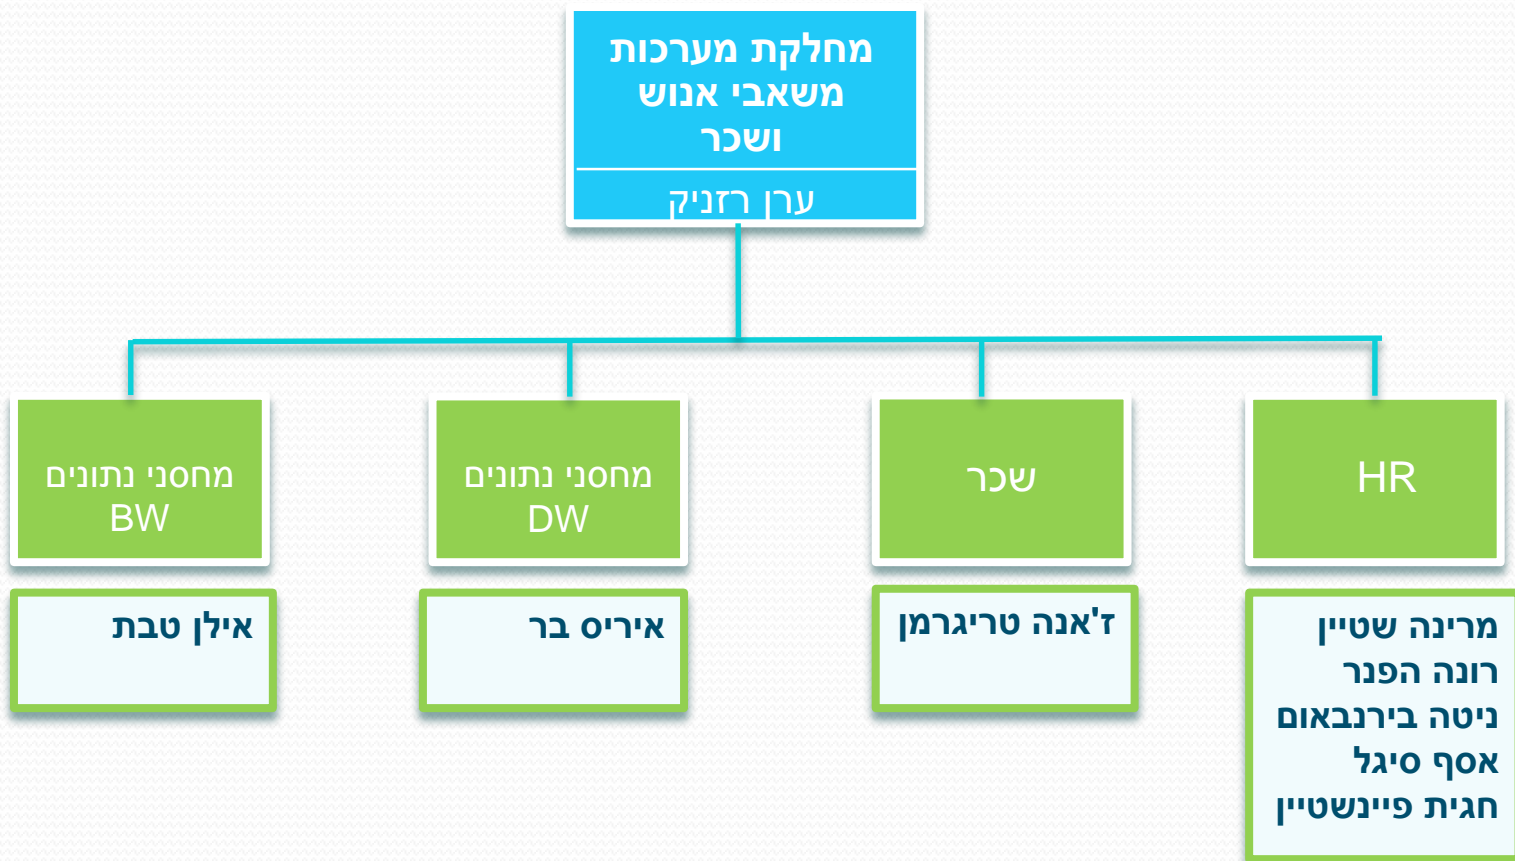 מחלקת מערכות
משאבי אנוש
ושכר
ערן רזניק
HR
שכר
מחסני נתונים
DW
מחסני נתונים
BW
מרינה שטיין
רונה הפנר
ניטה בירנבאום
אסף סיגל
חגית פיינשטיין
ז'אנה טריגרמן
איריס בר
אילן טבת